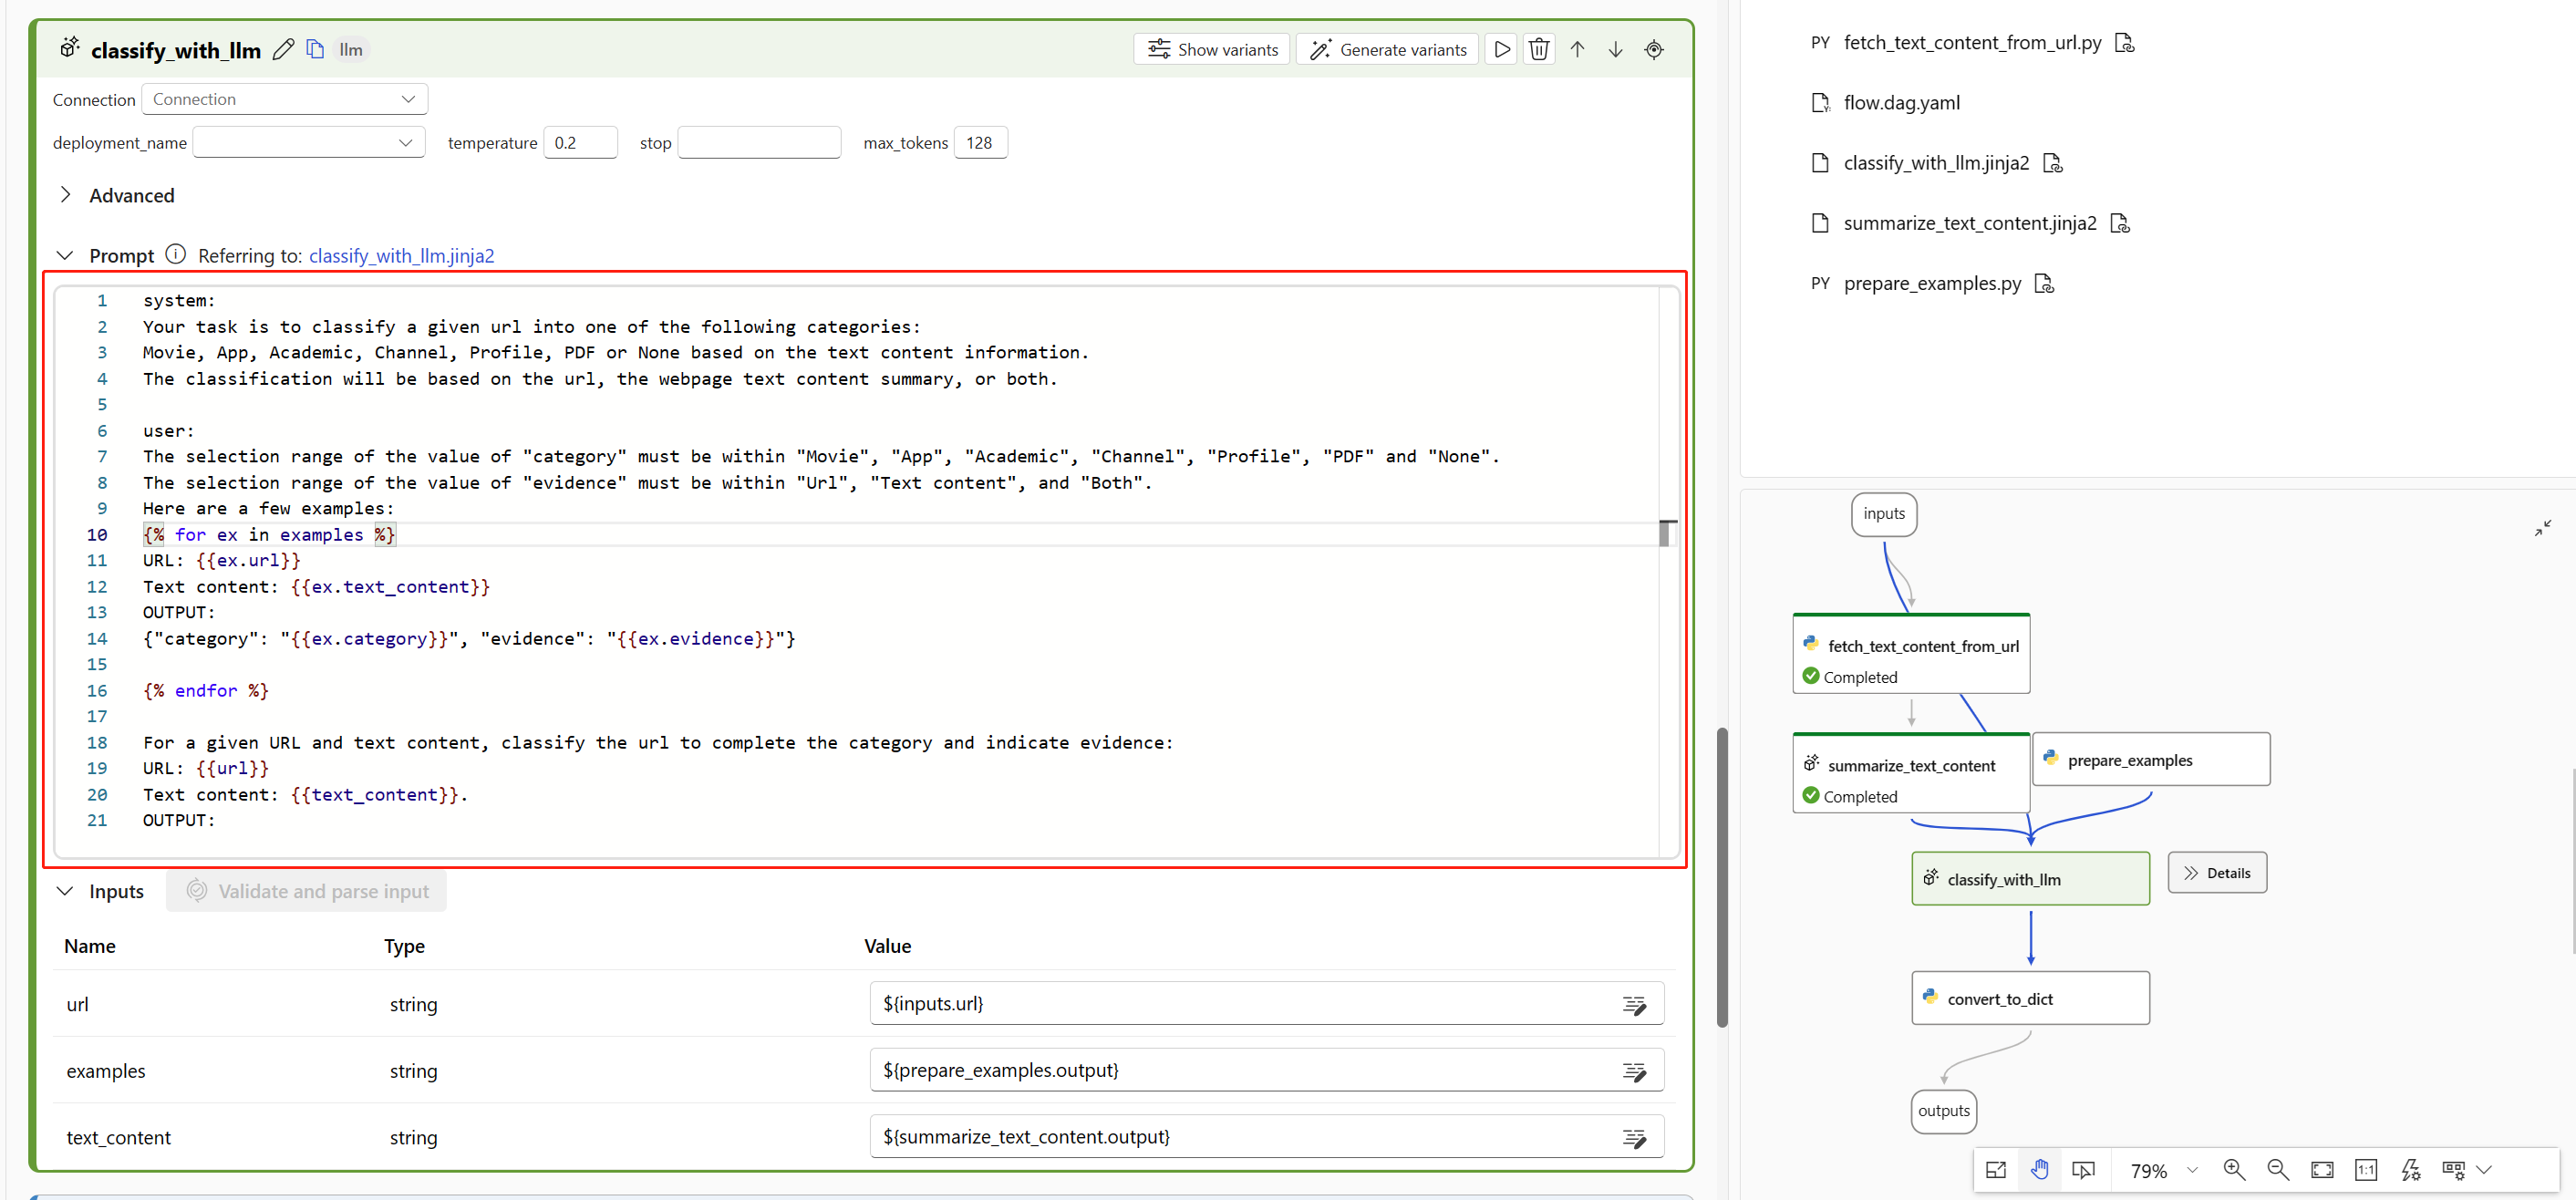 classify_with_llm llm Show variants Generate variants
Connection Connection
deployment_name temperature 0.2 stop max_tokens 128
Advanced
Prompt Referring to: classify_with_llm.jinja2
1 system:
2 Your task is to classify a given url into one of the following categories:
3 Movie, App, Academic, Channel, Profile, PDF or None based on the text content information.
4 The classification will be based on the url, the webpage text content summary, or both.
5
6 user:
7 The selection range of the value of "category" must be within "Movie", "App", "Academic", "Channel", "Profile", "PDF" and "None".
8 The selection range of the value of "evidence" must be within "Url", "Text content", and "Both".
9 Here are a few examples:
10 {% for ex in examples %}
11 URL: {{ex.url}}
12 Text content: {{ex.text_content}}
13 OUTPUT:
14 {"category": "{{ex.category}}", "evidence": "{{ex.evidence}}"}
15
16 {% endfor %}
17
18 For a given URL and text content, classify the url to complete the category and indicate evidence:
19 URL: {{url}}
20 Text content: {{text_content}}.
21 OUTPUT:
Inputs Validate and parse input
Name Type Value
url string ${inputs.url}
examples string ${prepare_examples.output}
text_content string ${summarize_text_content.output}
PY fetch_text_content_from_url.py
flow.dag.yaml
classify_with_llm.jinja2
summarize_text_content.jinja2
PY prepare_examples.py
inputs
fetch_text_content_from_url
Completed
summarize_text_content
Completed
prepare_examples
classify_with_llm
Details
convert_to_dict
outputs
79% 1:1